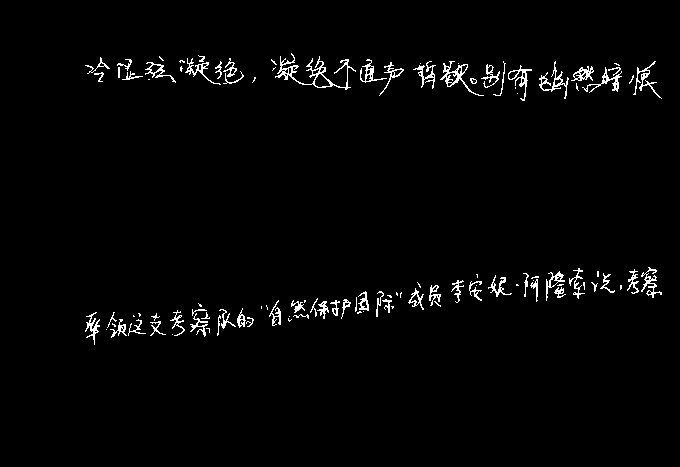 冷涩弦凝绝，凝绝不通声暂歇。别有幽愁暗恨
率领这支考察队的“自然保护国际”成员李安妮·阿隆索说，考察